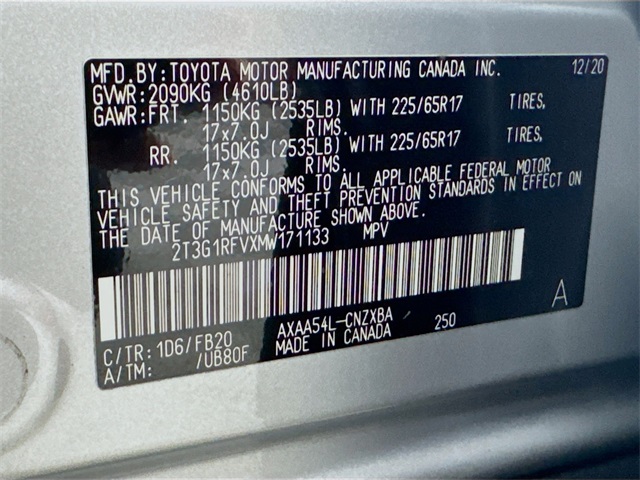 MFD.BY:TOYOTA MOTOR MANUFACTURING CANADA INC. 12/20
GVWR:2090KG (4610LB)
GAWR:FRT. 1150KG (2535LB) WITH 225/65R17 TIRES,
17x7.0J RIMS.
RR. 1150KG (2535LB) WITH 225/65R17 TIRES,
17x7.0J RIMS.
THIS VEHICLE CONFORMS TO ALL APPLICABLE FEDERAL MOTOR
VEHICLE SAFETY AND THEFT PREVENTION STANDARDS IN EFFECT ON
THE DATE OF MANUFACTURE SHOWN ABOVE.
2T3G1RFVXMW171133 MPV
A
C/TR: 1D6/FB20 AXAA54L-CNZXBA 250
A/TM: /UB80F MADE IN CANADA